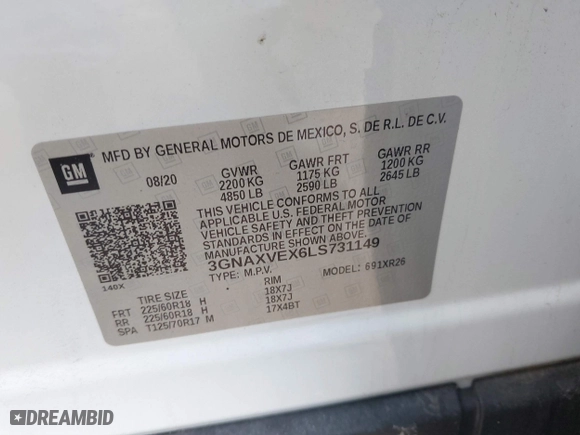 GM
MFD BY GENERAL MOTORS DE MEXICO, S. DE R.L. DE C.V.
08/20 GVWR GAWR FRT GAWR RR
2200 KG 1175 KG 1200 KG
4850 LB 2590 LB 2645 LB
THIS VEHICLE CONFORMS TO ALL
APPLICABLE U.S. FEDERAL MOTOR
VEHICLE SAFETY AND THEFT PREVENTION
STANDARDS IN EFFECT ON THE DATE OF
MANUFACTURE SHOWN ABOVE.
3GNAXVEX6LS731149
TYPE: M.P.V. MODEL: 691XR26
140X
TIRE SIZE RIM
FRT 225/60R18 H 18X7J
RR 225/60R18 H 18X7J
SPA T125/70R17 M 17X4BT
DREAMBID